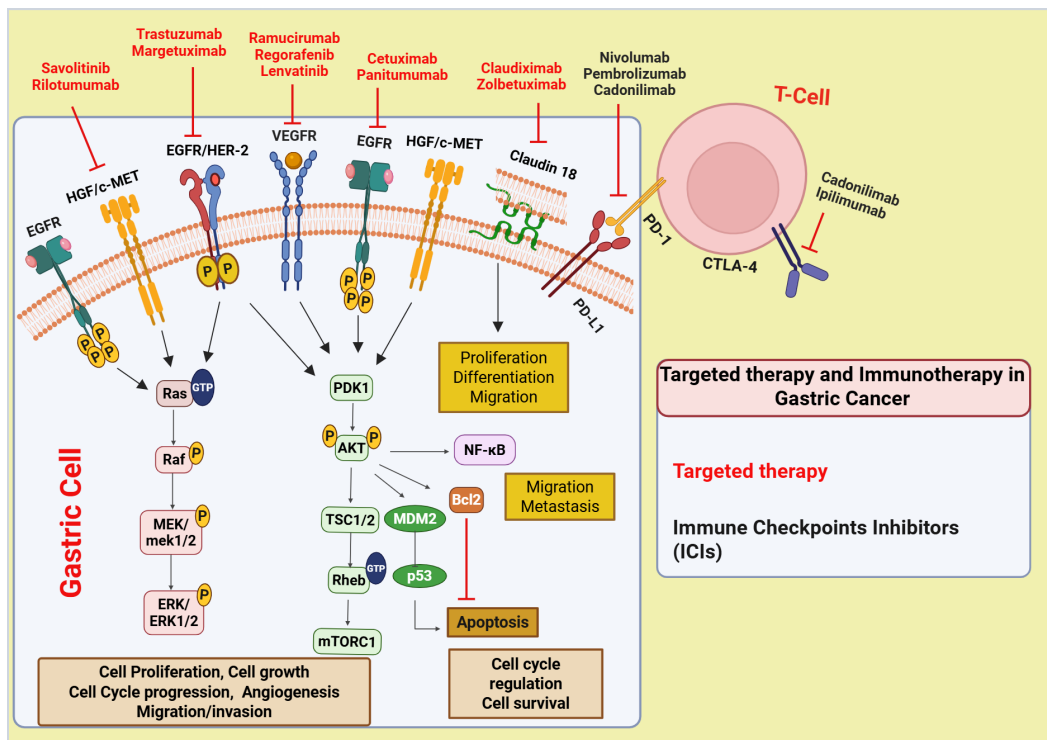 Trastuzumab
Margetuximab
Ramucirumab
Regorafenib
Lenvatinib
Cetuximab
Panitumumab
Savolitinib
Rilotumumab
Claudiximab
Zolbetuximab
Nivolumab
Pembrolizumab
Cadonilimab
T-Cell
EGFR
HGF/c-MET
EGFR/HER-2
VEGFR
EGFR
HGF/c-MET
Claudin 18
PD-1
PD-L1
CTLA-4
Cadonilimab
Ipilimumab
P
P
P
P
P
P
P
P
P
P
Ras
GTP
Raf
P
MEK/
mek1/2
P
ERK/
ERK1/2
P
PDK1
P
AKT
P
NF-κB
TSC1/2
MDM2
Bcl2
Rheb
GTP
p53
mTORC1
Apoptosis
Proliferation
Differentiation
Migration
Migration
Metastasis
Gastric Cell
Cell Proliferation, Cell growth
Cell Cycle progression, Angiogenesis
Migration/invasion
Cell cycle
regulation
Cell survival
Targeted therapy and Immunotherapy in
Gastric Cancer
Targeted therapy
Immune Checkpoints Inhibitors
(ICIs)